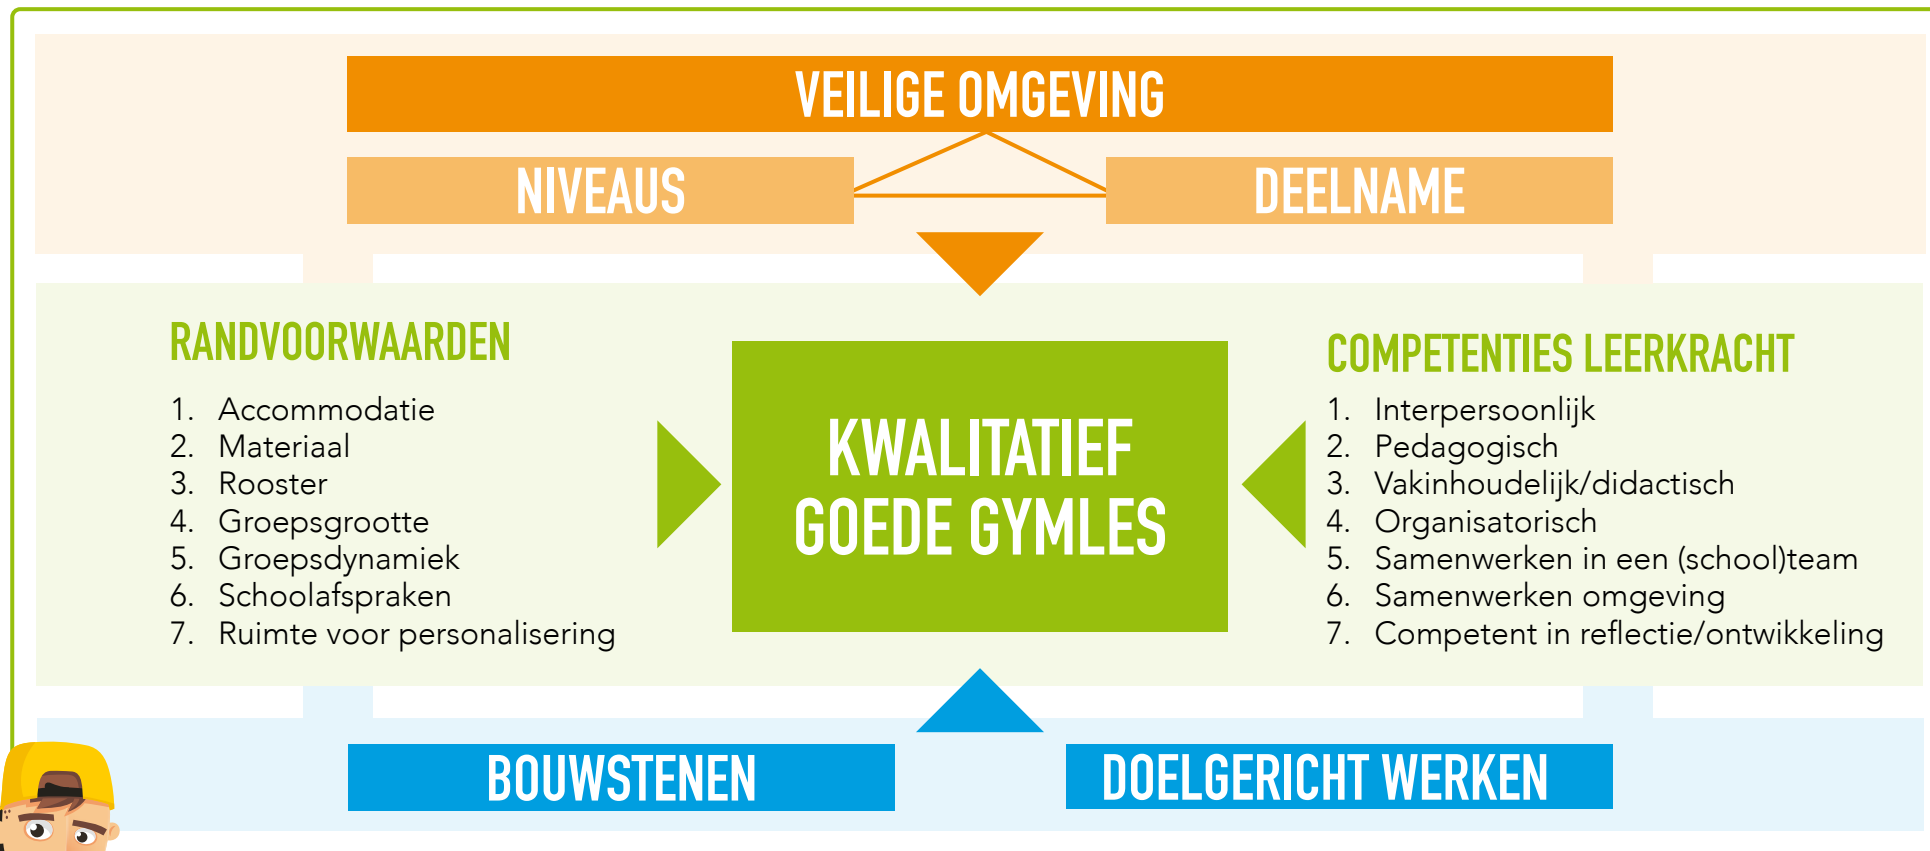 VEILIGE OMGEVING
NIVEAUS
DEELNAME
RANDVOORWAARDEN
1. Accommodatie
2. Materiaal
3. Rooster
4. Groepsgrootte
5. Groepsdynamiek
6. Schoolafspraken
7. Ruimte voor personalisering
KWALITATIEF
GOEDE GYMLES
COMPETENTIES LEERKRACHT
1. Interpersoonlijk
2. Pedagogisch
3. Vakinhoudelijk/didactisch
4. Organisatorisch
5. Samenwerken in een (school)team
6. Samenwerken omgeving
7. Competent in reflectie/ontwikkeling
BOUWSTENEN
DOELGERICHT WERKEN